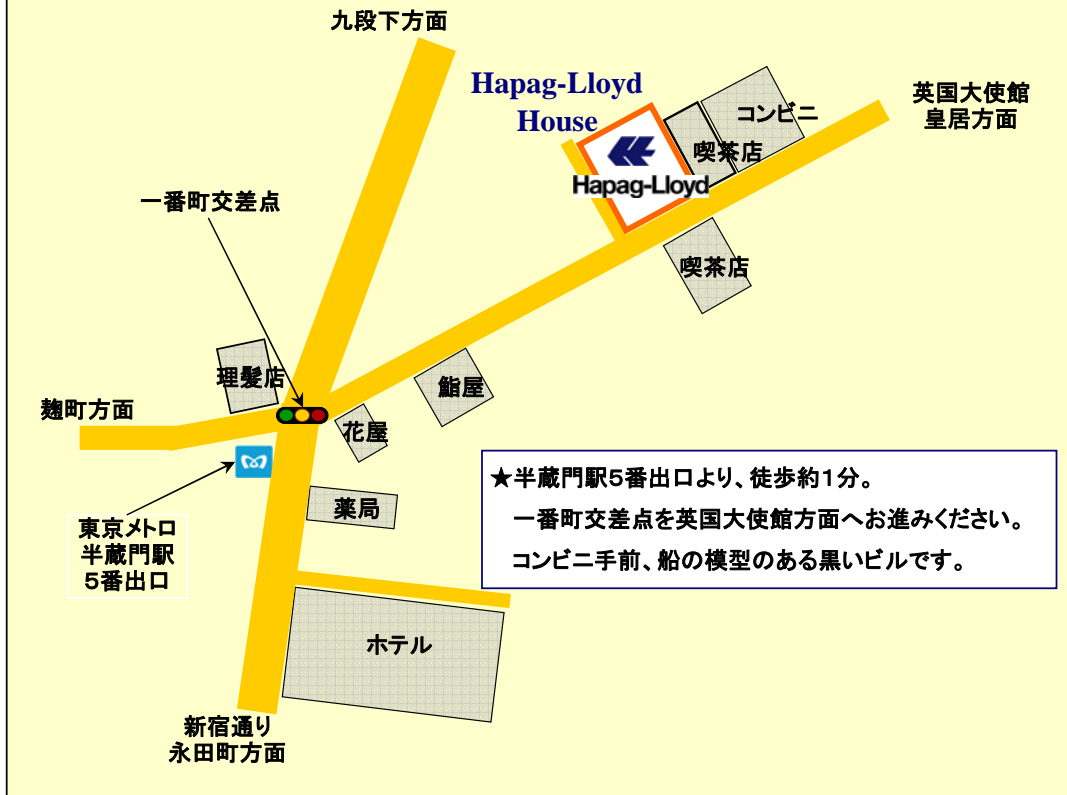 九段下方面
Hapag-Lloyd
House
英国大使館
皇居方面
コンビニ
喫茶店
Hapag-Lloyd
一番町交差点
喫茶店
理髪店
鮨屋
麹町方面
花屋
★半蔵門駅5番出口より、徒歩約1分。
一番町交差点を英国大使館方面へお進みください。
コンビニ手前、船の模型のある黒いビルです。
薬局
東京メトロ
半蔵門駅
5番出口
ホテル
新宿通り
永田町方面